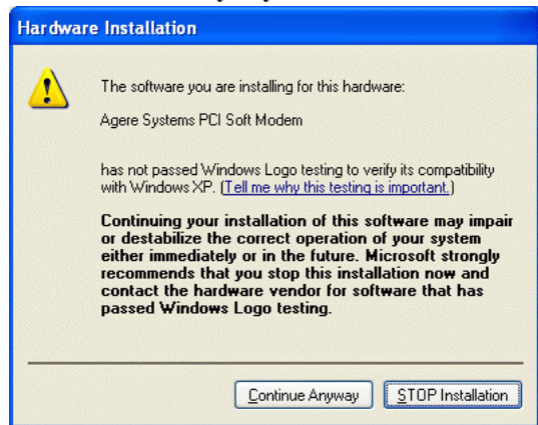 Hardware Installation
The software you are installing for this hardware:
Agere Systems PCI Soft Modem
has not passed Windows Logo testing to verify its compatibility
with Windows XP. (Tell me why this testing is important.)
Continuing your installation of this software may impair
or destabilize the correct operation of your system
either immediately or in the future. Microsoft strongly
recommends that you stop this installation now and
contact the hardware vendor for software that has
passed Windows Logo testing.
Continue Anyway
STOP Installation